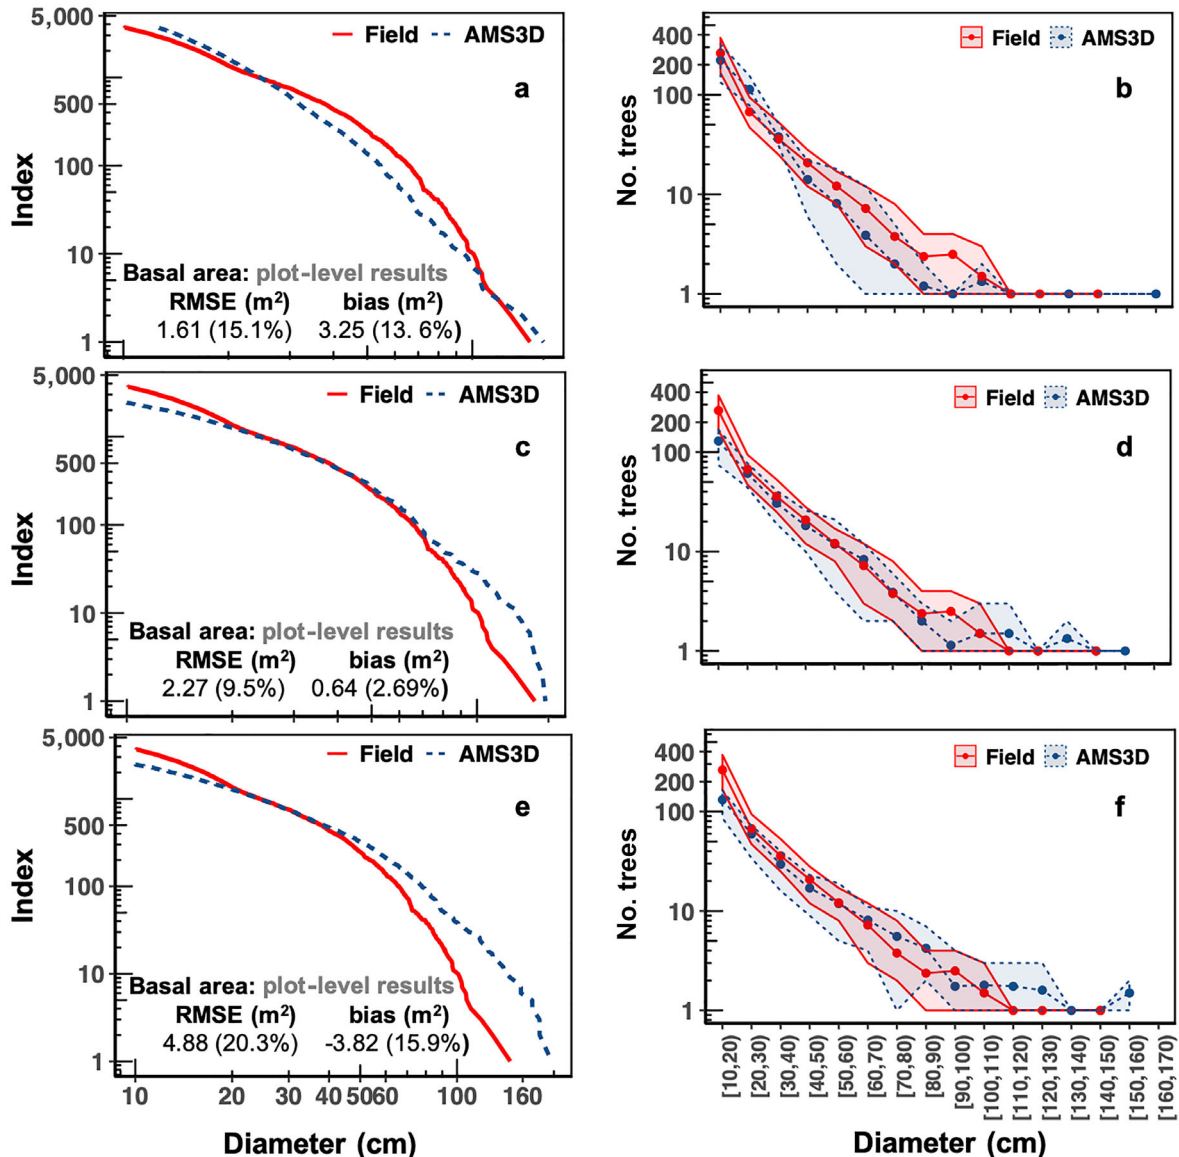 5,000
500
100
10
1
Index
Field AMS3D
a
Basal area: plot-level results
RMSE (m²) bias (m²)
1.61 (15.1%) 3.25 (13. 6%)
400
200
100
10
1
No. trees
Field AMS3D
b
5,000
500
100
10
1
Index
Field AMS3D
c
Basal area: plot-level results
RMSE (m²) bias (m²)
2.27 (9.5%) 0.64 (2.69%)
400
200
100
10
1
No. trees
Field AMS3D
d
5,000
500
100
10
1
Index
Field AMS3D
e
Basal area: plot-level results
RMSE (m²) bias (m²)
4.88 (20.3%) -3.82 (15.9%)
10 20 30 40 50 60 100 160
Diameter (cm)
400
200
100
10
1
No. trees
Field AMS3D
f
[10,20)
[20,30)
[30,40)
[40,50)
[50,60)
[60,70)
[70,80)
[80,90)
[90,100)
[100,110)
[110,120)
[120,130)
[130,140)
[140,150)
[150,160)
[160,170)
Diameter (cm)